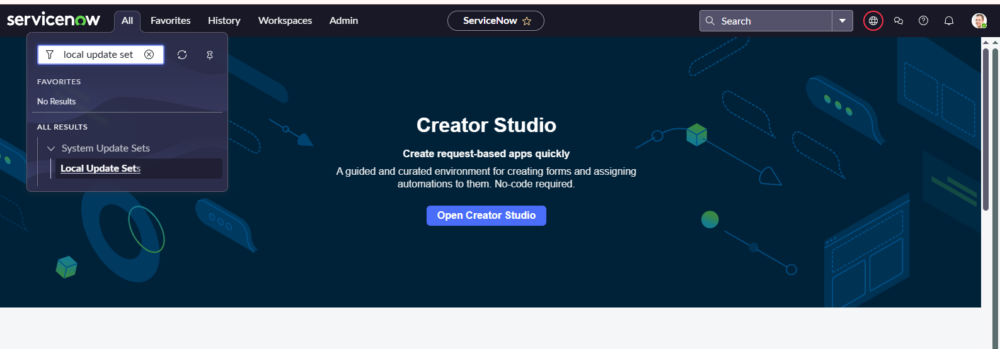 servicenow All Favorites History Workspaces Admin ServiceNow Search
local update set
FAVORITES
No Results
ALL RESULTS
System Update Sets
Local Update Sets
Creator Studio
Create request-based apps quickly
A guided and curated environment for creating forms and assigning
automations to them. No-code required.
Open Creator Studio